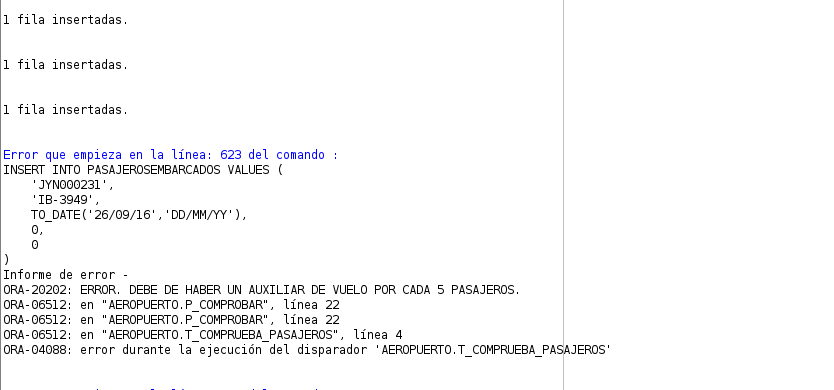 1 fila insertadas.
1 fila insertadas.
1 fila insertadas.
Error que empieza en la línea: 623 del comando :
INSERT INTO PASAJEROSEMBARCADOS VALUES (
'JYN000231',
'IB-3949',
TO_DATE('26/09/16','DD/MM/YY'),
0,
0
)
Informe de error -
ORA-20202: ERROR. DEBE DE HABER UN AUXILIAR DE VUELO POR CADA 5 PASAJEROS.
ORA-06512: en "AEROPUERTO.P_COMPROBAR", línea 22
ORA-06512: en "AEROPUERTO.P_COMPROBAR", línea 22
ORA-06512: en "AEROPUERTO.T_COMPRUEBA_PASAJEROS", línea 4
ORA-04088: error durante la ejecución del disparador 'AEROPUERTO.T_COMPRUEBA_PASAJEROS'